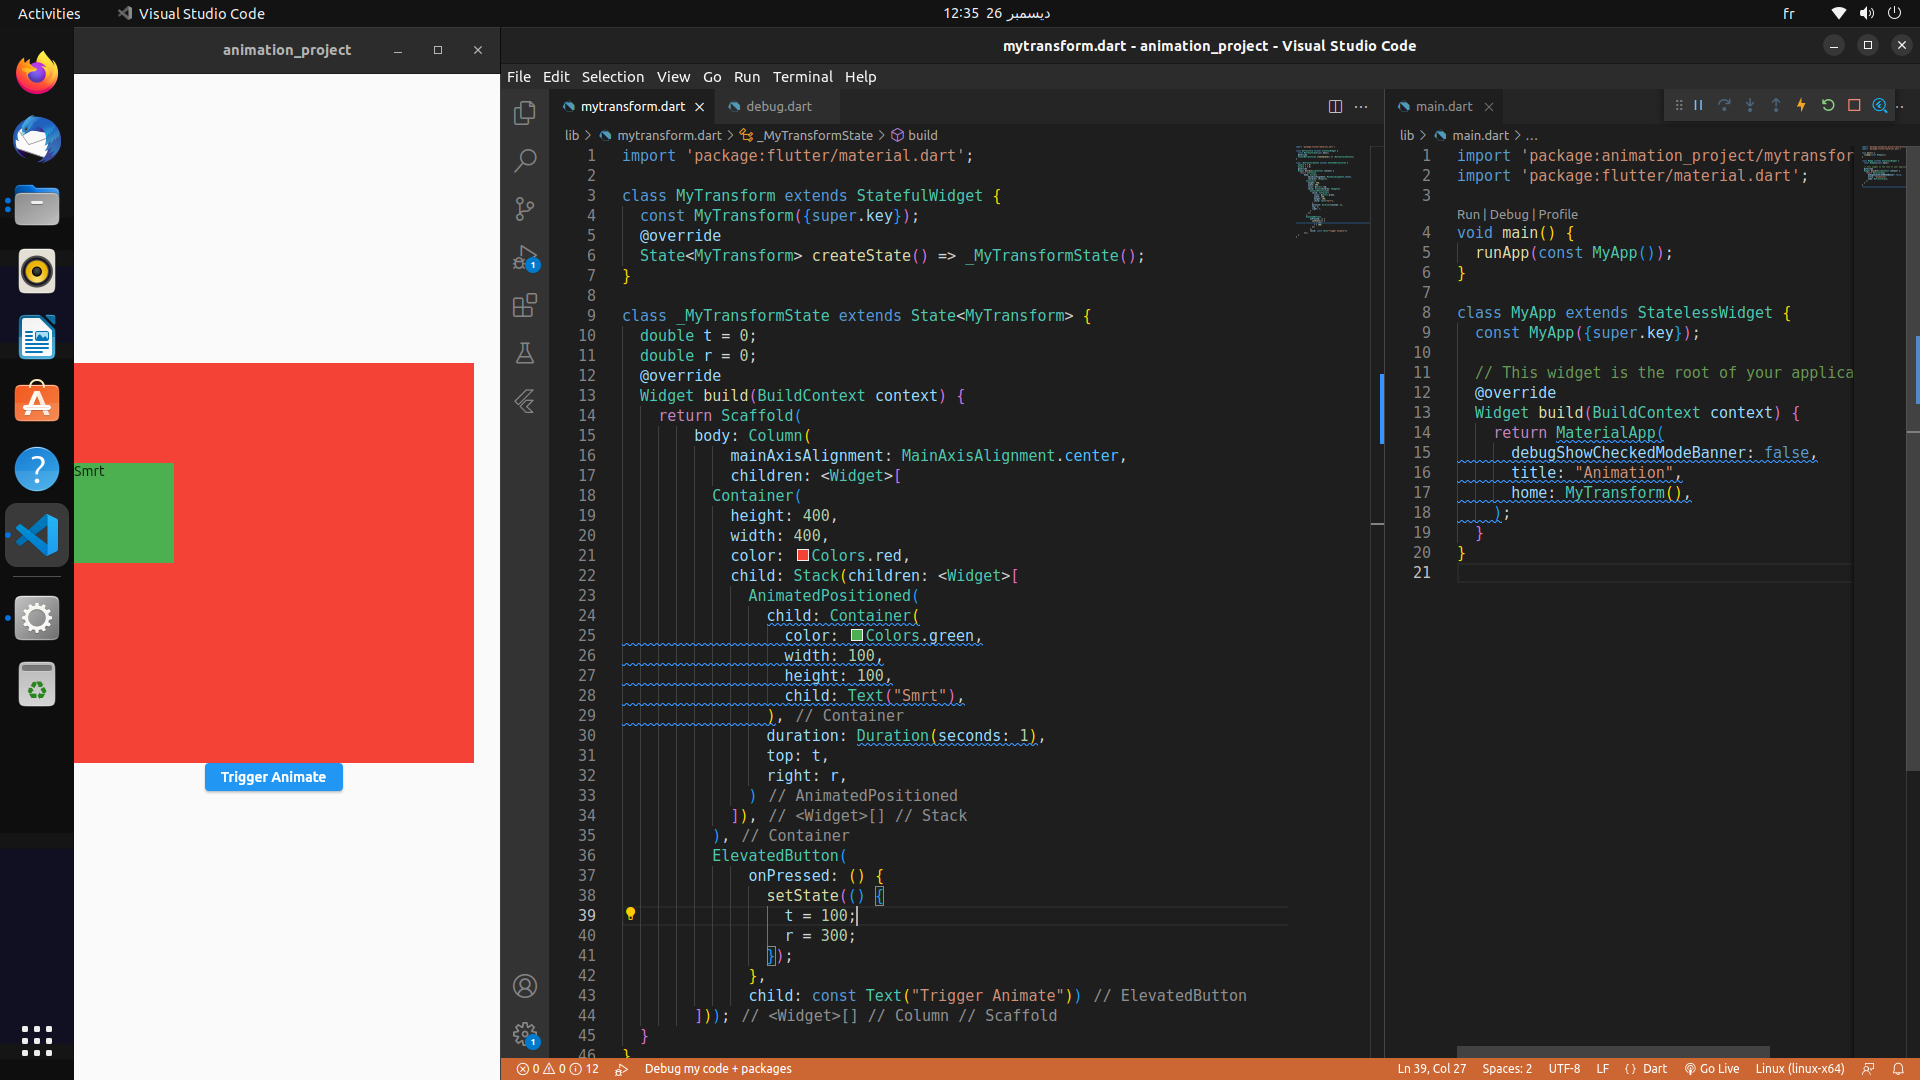 Activities
Visual Studio Code
12:35 26 ديسمبر
fr
animation_project
mytransform.dart - animation_project - Visual Studio Code
File Edit Selection View Go Run Terminal Help
mytransform.dart
debug.dart
lib > mytransform.dart > _MyTransformState > build
1 import 'package:flutter/material.dart';
2
3 class MyTransform extends StatefulWidget {
4 const MyTransform({super.key});
5 @override
6 State<MyTransform> createState() => _MyTransformState();
7 }
8
9 class _MyTransformState extends State<MyTransform> {
10 double t = 0;
11 double r = 0;
12 @override
13 Widget build(BuildContext context) {
14 return Scaffold(
15 body: Column(
16 mainAxisAlignment: MainAxisAlignment.center,
17 children: <Widget>[
18 Container(
19 height: 400,
20 width: 400,
21 color: Colors.red,
22 child: Stack(children: <Widget>[
23 AnimatedPositioned(
24 child: Container(
25 color: Colors.green,
26 width: 100,
27 height: 100,
28 child: Text("Smrt"),
29 ), // Container
30 duration: Duration(seconds: 1),
31 top: t,
32 right: r,
33 ) // AnimatedPositioned
34 ]), // <Widget>[] // Stack
35 ), // Container
36 ElevatedButton(
37 onPressed: () {
38 setState(() {
39 t = 100;
40 r = 300;
41 });
42 },
43 child: const Text("Trigger Animate")) // ElevatedButton
44 ])); // <Widget>[] // Column // Scaffold
45 }
46 }
main.dart
lib > main.dart > ...
1 import 'package:animation_project/mytransfor
2 import 'package:flutter/material.dart';
3
Run | Debug | Profile
4 void main() {
5 runApp(const MyApp());
6 }
7
8 class MyApp extends StatelessWidget {
9 const MyApp({super.key});
10
11 // This widget is the root of your applica
12 @override
13 Widget build(BuildContext context) {
14 return MaterialApp(
15 debugShowCheckedModeBanner: false,
16 title: "Animation",
17 home: MyTransform(),
18 );
19 }
20 }
21
Smrt
Trigger Animate
1
1
0 0 12
Debug my code + packages
Ln 39, Col 27
Spaces: 2
UTF-8
LF
{ } Dart
Go Live
Linux (linux-x64)